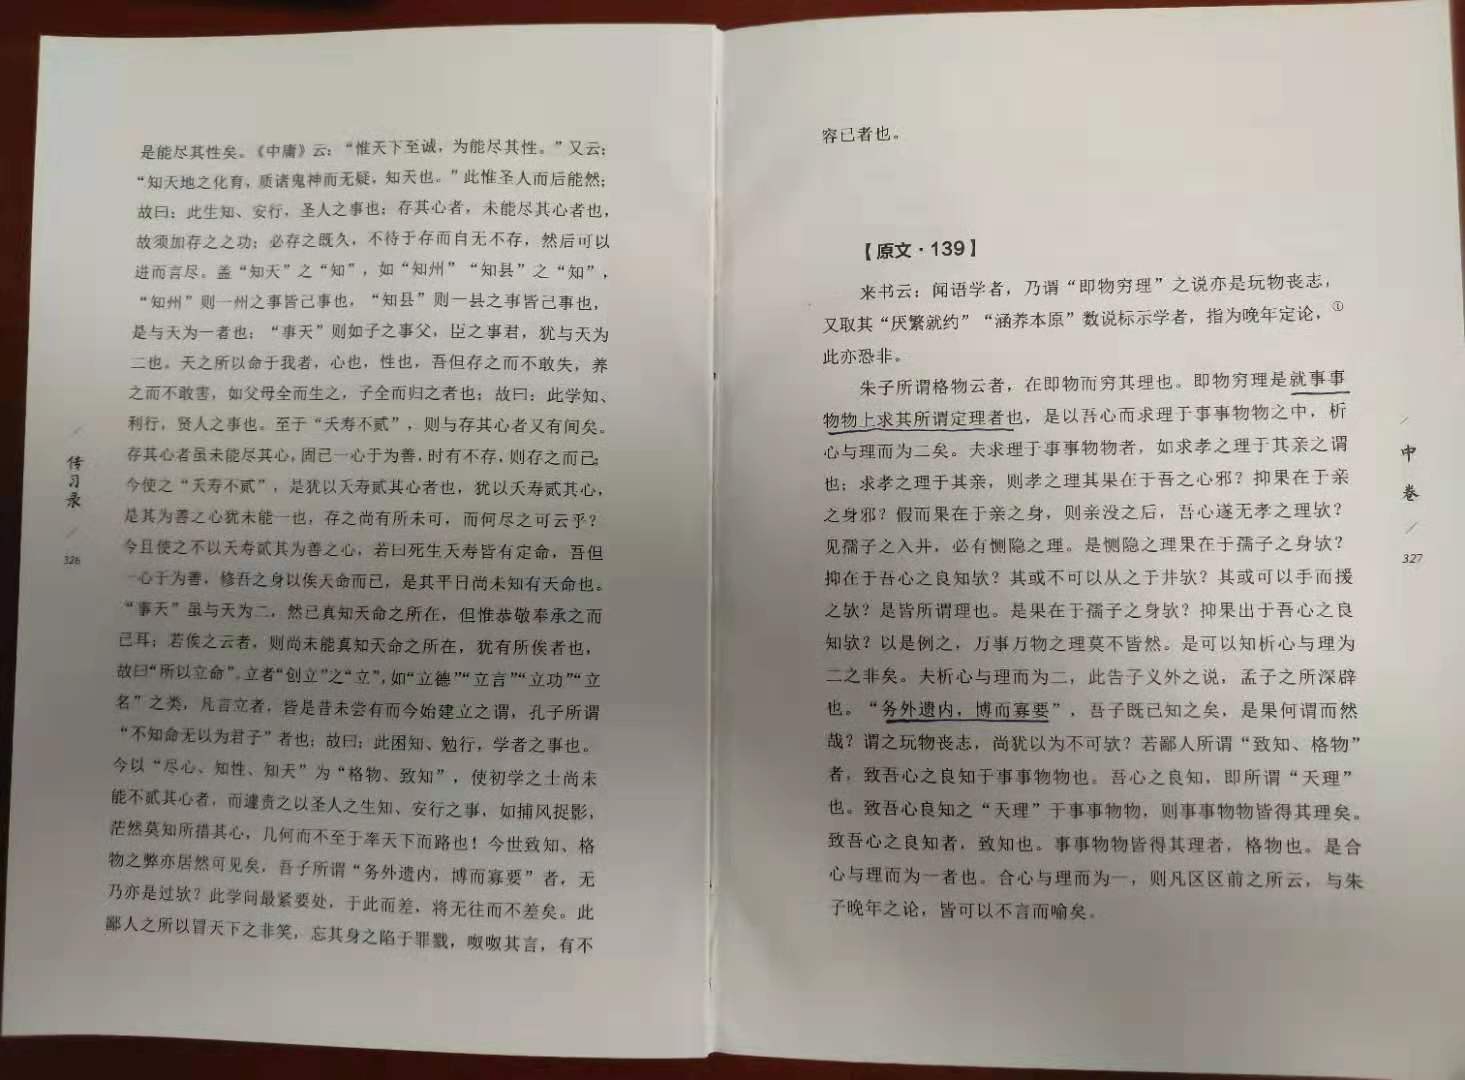 是能尽其性矣。《中庸》云：“惟天下至诚，为能尽其性。”又云：
“知天地之化育，质诸鬼神而无疑，知天也。”此惟圣人而后能然；
故曰：此生知、安行，圣人之事也；存其心者，未能尽其心者也，
故须加存之之功；必存之既久，不待于存而自无不存，然后可以
进而言尽。盖“知天”之“知”，如“知州”“知县”之“知”，
“知州”则一州之事皆己事也，“知县”则一县之事皆己事也，
是与天为一者也；“事天”则如子之事父，臣之事君，犹与天为
二也。天之所以命于我者，心也，性也，吾但存之而不敢失，养
之而不敢害，如父母全而生之，子全而归之者也；故曰：此学知、
利行，贤人之事也。至于“夭寿不贰”，则与存其心者又有间矣。
存其心者虽未能尽其心，固己一心于为善，时有不存，则存之而已；
今使之“夭寿不贰”，是犹以夭寿贰其心者也，犹以夭寿贰其心，
是其为善之心犹未能一也，存之尚有所未可，而何尽之可云乎？
今且使之不以夭寿贰其为善之心，若曰死生夭寿皆有定命，吾但
一心于为善，修吾之身以俟天命而已，是其平日尚未知有天命也。
“事天”虽与天为二，然已真知天命之所在，但惟恭敬奉承之而
已耳；若俟之云者，则尚未能真知天命之所在，犹有所俟者也，
故曰“所以立命”。立者“创立”之“立”，如“立德”“立言”“立功”“立
名”之类，凡言立者，皆是昔未尝有而今始建立之谓，孔子所谓
“不知命无以为君子”者也；故曰：此困知、勉行，学者之事也。
今以“尽心、知性、知天”为“格物、致知”，使初学之士尚未
能不贰其心者，而遽责之以圣人之生知、安行之事，如捕风捉影，
茫然莫知所措其心，几何而不至于率天下而路也！今世致知、格
物之弊亦居然可见矣，吾子所谓“务外遗内，博而寡要”者，无
乃亦是过欤？此学问最紧要处，于此而差，将无往而不差矣。此
鄙人之所以冒天下之非笑，忘其身之陷于罪戮，呶呶其言，有不
传习录
326
容已者也。
【原文·139】
来书云：闻语学者，乃谓“即物穷理”之说亦是玩物丧志，
又取其“厌繁就约”“涵养本原”数说标示学者，指为晚年定论，①
此亦恐非。
朱子所谓格物云者，在即物而穷其理也。即物穷理是就事事
物物上求其所谓定理者也，是以吾心而求理于事事物物之中，析
心与理而为二矣。夫求理于事事物物者，如求孝之理于其亲之谓
也；求孝之理于其亲，则孝之理其果在于吾之心邪？抑果在于亲
之身邪？假而果在于亲之身，则亲没之后，吾心遂无孝之理欤？
见孺子之入井，必有恻隐之理。是恻隐之理果在于孺子之身欤？
抑在于吾心之良知欤？其或不可以从之于井欤？其或可以手而援
之欤？是皆所谓理也。是果在于孺子之身欤？抑果出于吾心之良
知欤？以是例之，万事万物之理莫不皆然。是可以知析心与理为
二之非矣。夫析心与理而为二，此告子义外之说，孟子之所深辟
也。“务外遗内，博而寡要”，吾子既已知之矣，是果何谓而然
哉？谓之玩物丧志，尚犹以为不可欤？若鄙人所谓“致知、格物”
者，致吾心之良知于事事物物也。吾心之良知，即所谓“天理”
也。致吾心良知之“天理”于事事物物，则事事物物皆得其理矣。
致吾心之良知者，致知也。事事物物皆得其理者，格物也。是合
心与理而为一者也。合心与理而为一，则凡区区前之所云，与朱
子晚年之论，皆可以不言而喻矣。
中卷
327